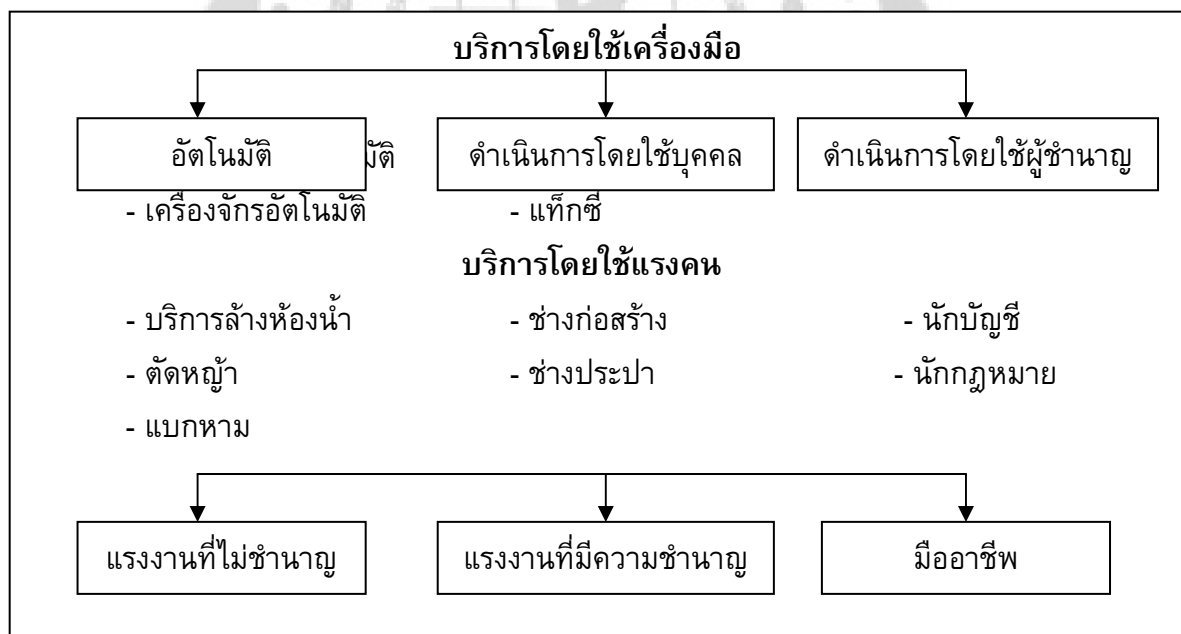 บริการโดยใช้เครื่องมือ
อัตโนมัติ มัติ ดำเนินการโดยใช้บุคคล ดำเนินการโดยใช้ผู้ชำนาญ
- เครื่องจักรอัตโนมัติ - แท็กซี่
บริการโดยใช้แรงคน
- บริการล้างห้องน้ำ - ช่างก่อสร้าง - นักบัญชี
- ตัดหญ้า - ช่างประปา - นักกฎหมาย
- แบกหาม
แรงงานที่ไม่ชำนาญ แรงงานที่มีความชำนาญ มืออาชีพ